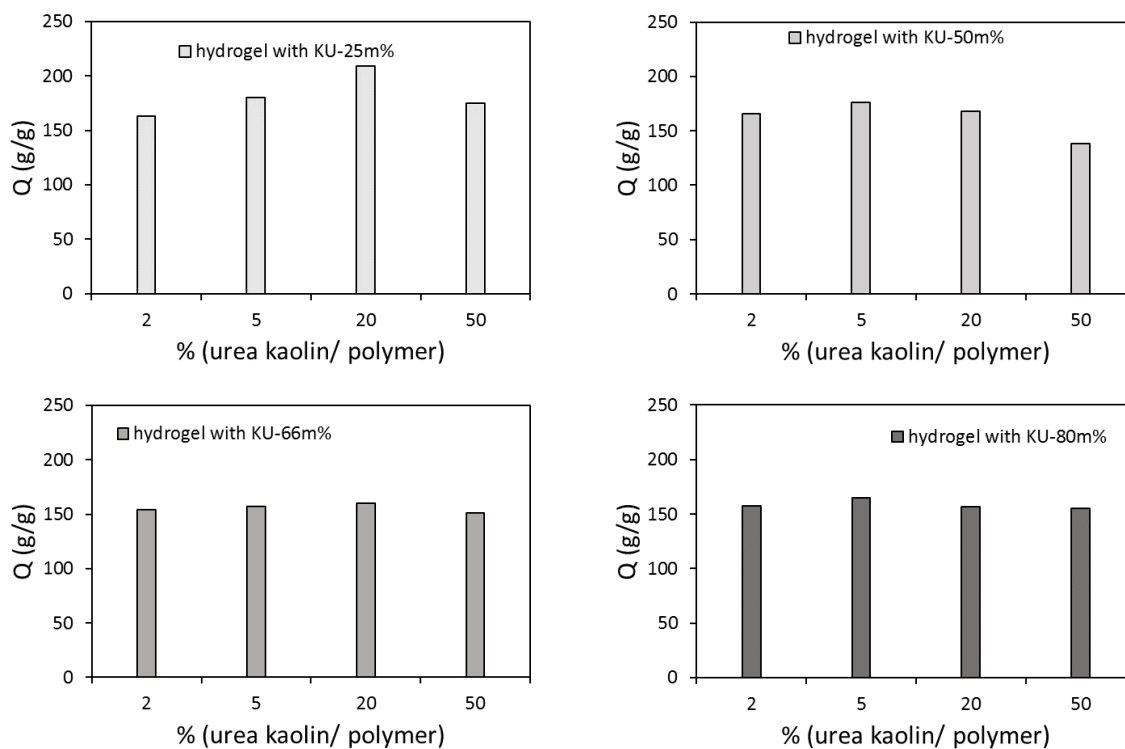 250
200
150
100
50
0
Q (g/g)
hydrogel with KU-25m%
2 5 20 50
% (urea kaolin/ polymer)
250
200
150
100
50
0
Q (g/g)
hydrogel with KU-50m%
2 5 20 50
% (urea kaolin/ polymer)
250
200
150
100
50
0
Q (g/g)
hydrogel with KU-66m%
2 5 20 50
% (urea kaolin/ polymer)
250
200
150
100
50
0
Q (g/g)
hydrogel with KU-80m%
2 5 20 50
% (urea kaolin/ polymer)